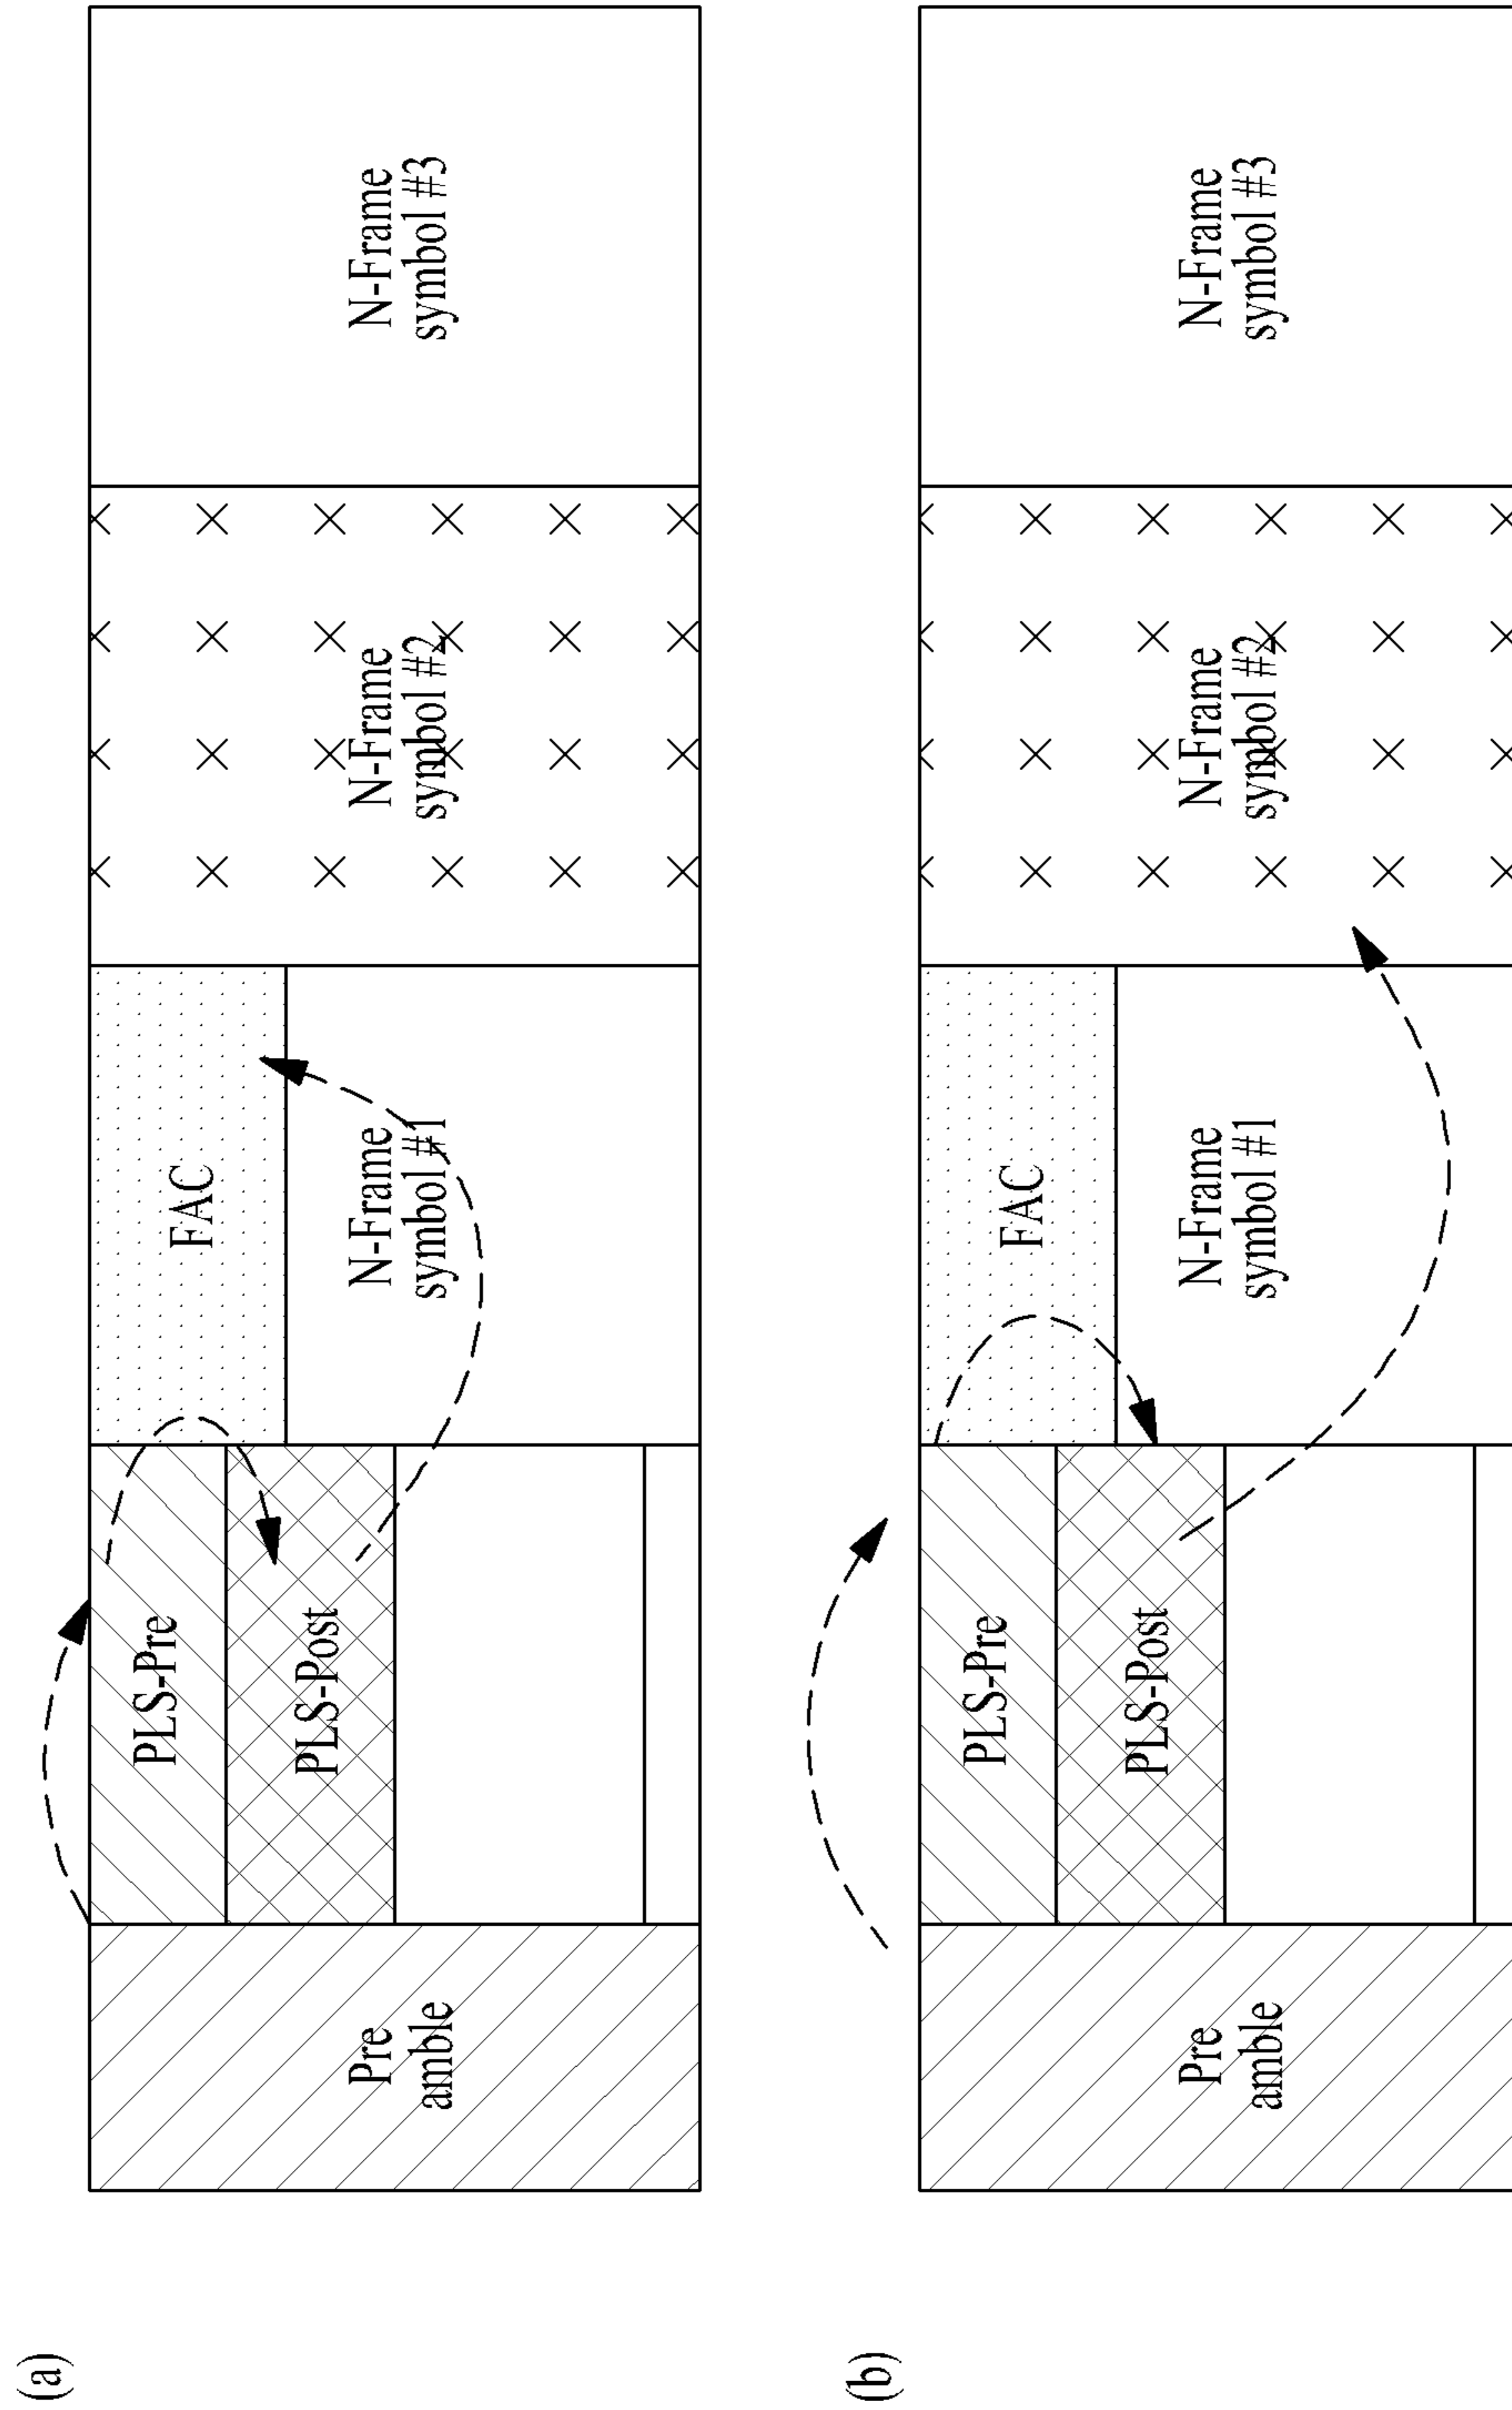 (a)
Pre
amble
PLS-Pre
PLS-Post
FAC
N-Frame
symbol #1
N-Frame
symbol #2
N-Frame
symbol #3
(b)
Pre
amble
PLS-Pre
PLS-Post
FAC
N-Frame
symbol #1
N-Frame
symbol #2
N-Frame
symbol #3